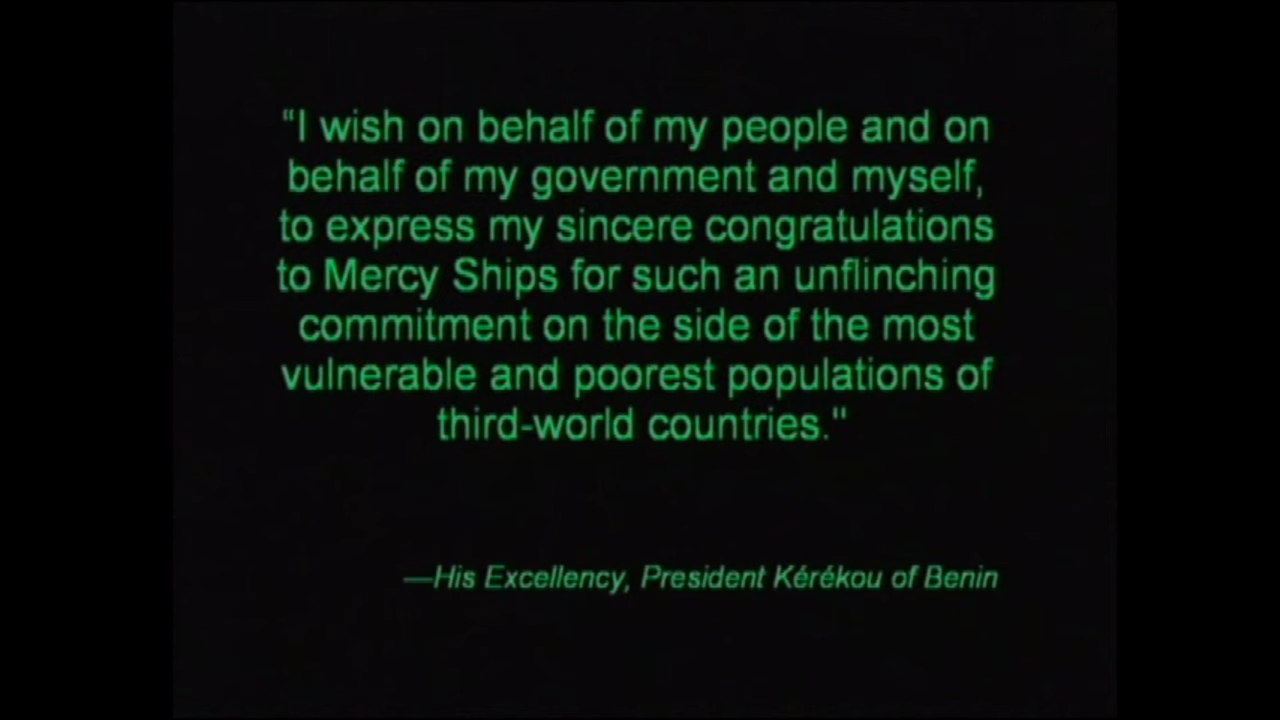 “I wish on behalf of my people and on
behalf of my government and myself,
to express my sincere congratulations
to Mercy Ships for such an unflinching
commitment on the side of the most
vulnerable and poorest populations of
third-world countries."
—His Excellency, President Kérékou of Benin